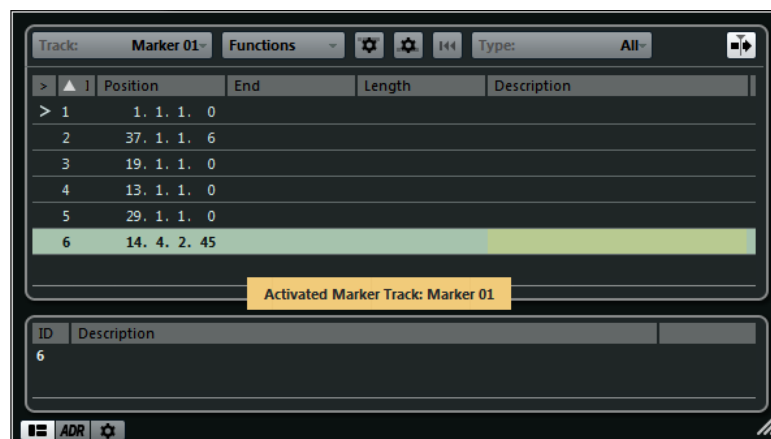 Track: Marker 01 Functions Type: All
> I Position End Length Description
> 1 1. 1. 1. 0
2 37. 1. 1. 6
3 19. 1. 1. 0
4 13. 1. 1. 0
5 29. 1. 1. 0
6 14. 4. 2. 45
Activated Marker Track: Marker 01
ID Description
6
ADR